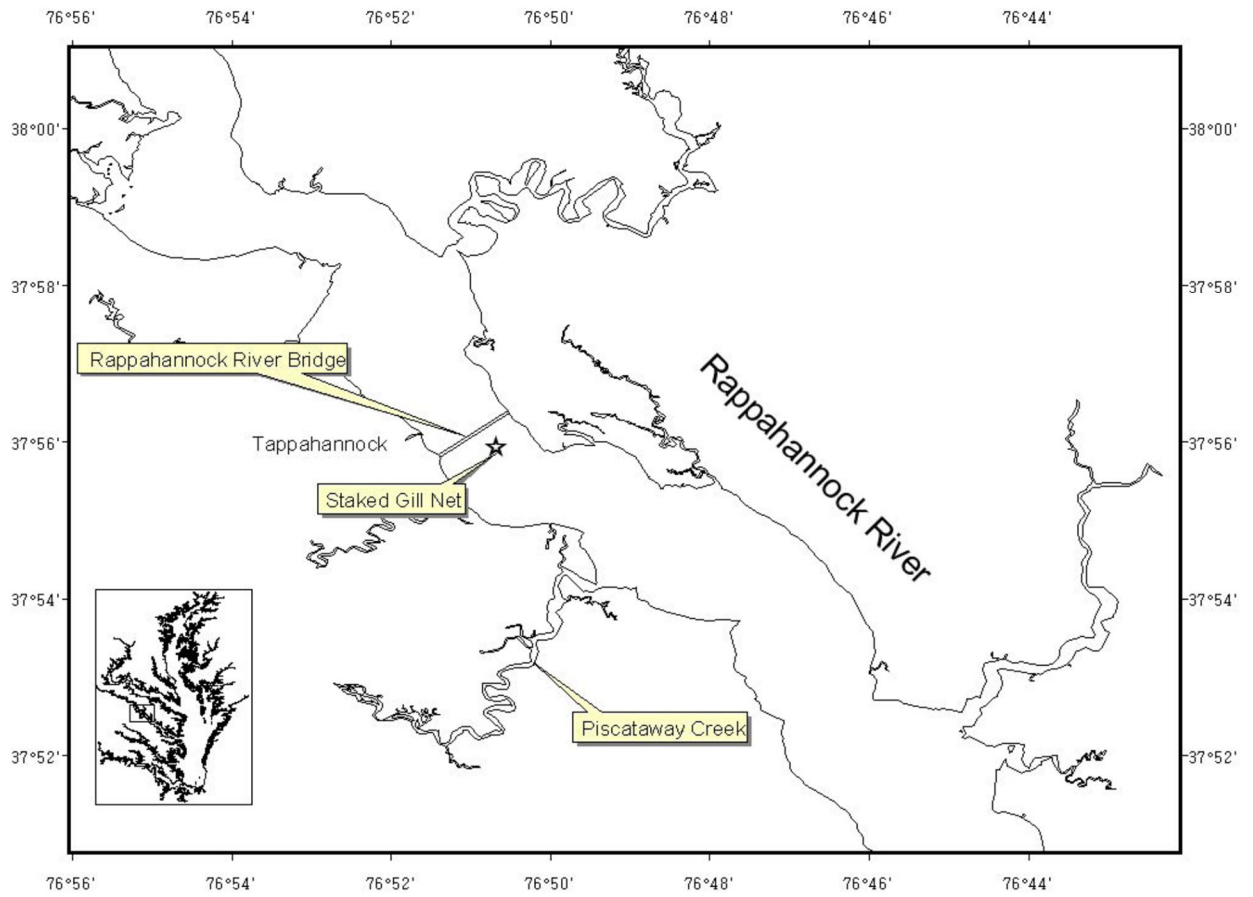 76°56' 76°54' 76°52' 76°50' 76°48' 76°46' 76°44'
38°00' 38°00'
37°58' 37°58'
Rappahannock River Bridge
Rappahannock River
37°56' 37°56'
Tappahannock
Staked Gill Net
37°54' 37°54'
Piscataway Creek
37°52' 37°52'
76°56' 76°54' 76°52' 76°50' 76°48' 76°46' 76°44'